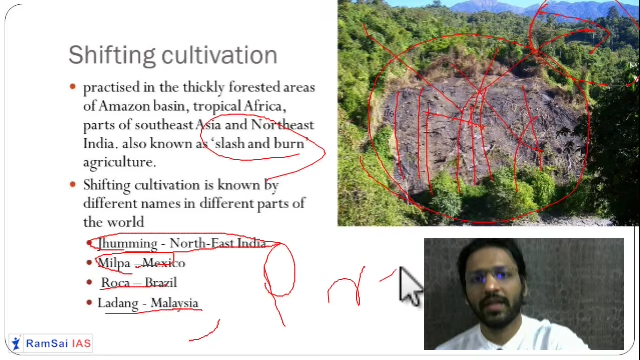 Shifting cultivation
practised in the thickly forested areas
of Amazon basin, tropical Africa,
parts of southeast Asia and Northeast
India. also known as 'slash and burn'
agriculture.
Shifting cultivation is known by
different names in different parts of
the world
Jhumming - North-East India
Milpa – Mexico
Roca – Brazil
Ladang - Malaysia
RamSai IAS